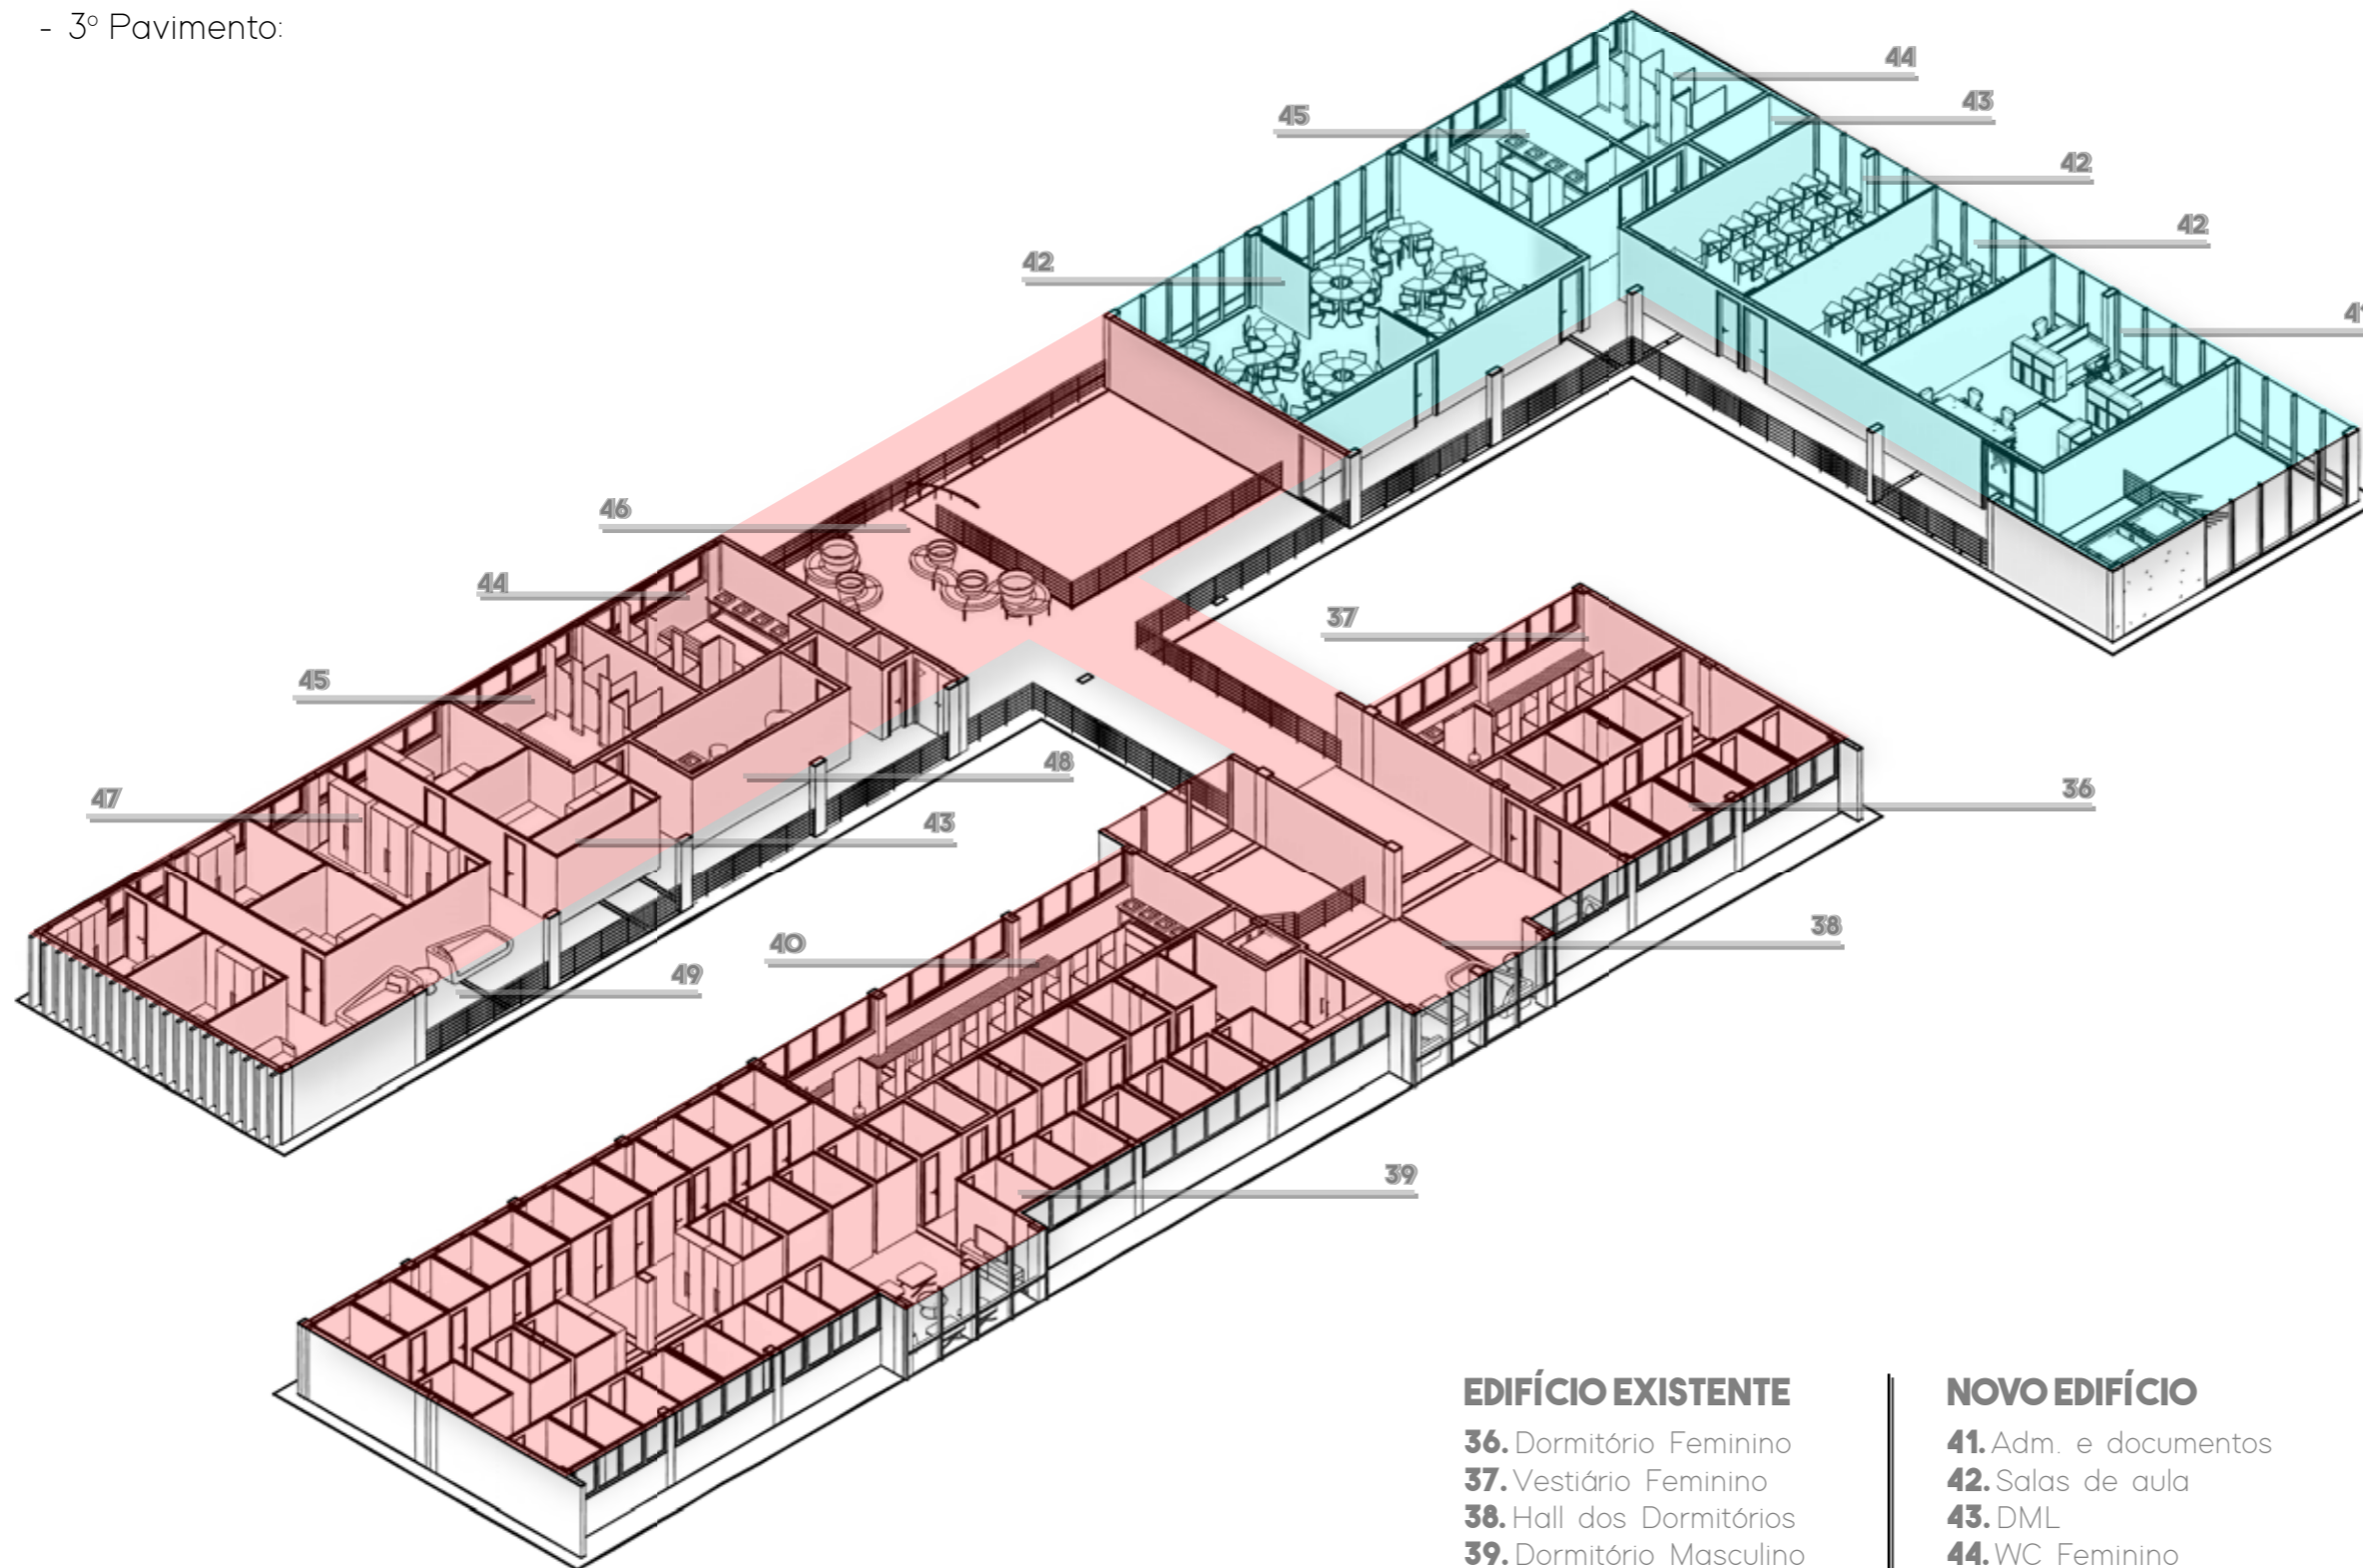 - 3º Pavimento:
44
43
45
42
42
42
46
44
37
45
48
36
47
43
38
40
49
39
EDIFÍCIO EXISTENTE
36. Dormitório Feminino
37. Vestiário Feminino
38. Hall dos Dormitórios
39. Dormitório Masculino
NOVO EDIFÍCIO
41. Adm. e documentos
42. Salas de aula
43. DML
44. WC Feminino